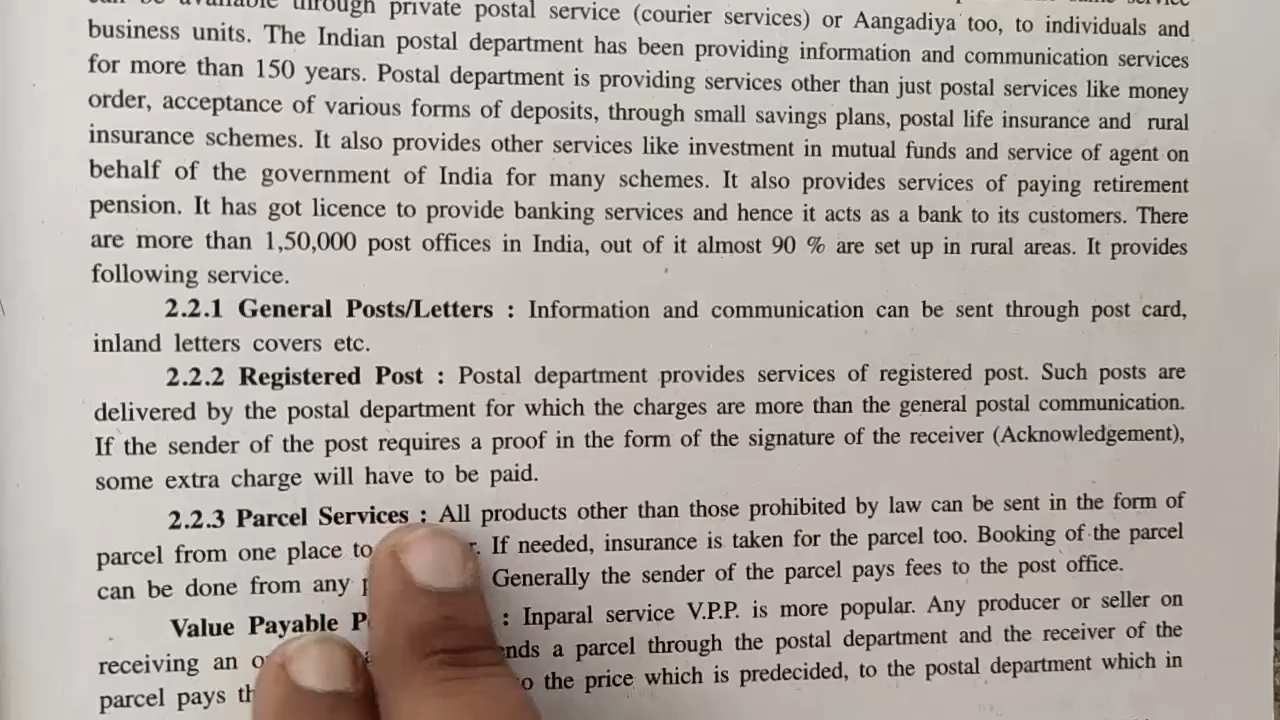 through private postal service (courier services) or Aangadiya too, to individuals and
business units. The Indian postal department has been providing information and communication services
for more than 150 years. Postal department is providing services other than just postal services like money
order, acceptance of various forms of deposits, through small savings plans, postal life insurance and rural
insurance schemes. It also provides other services like investment in mutual funds and service of agent on
behalf of the government of India for many schemes. It also provides services of paying retirement
pension. It has got licence to provide banking services and hence it acts as a bank to its customers. There
are more than 1,50,000 post offices in India, out of it almost 90 % are set up in rural areas. It provides
following service.
2.2.1 General Posts/Letters : Information and communication can be sent through post card,
inland letters covers etc.
2.2.2 Registered Post : Postal department provides services of registered post. Such posts are
delivered by the postal department for which the charges are more than the general postal communication.
If the sender of the post requires a proof in the form of the signature of the receiver (Acknowledgement),
some extra charge will have to be paid.
2.2.3 Parcel Services : All products other than those prohibited by law can be sent in the form of
parcel from one place to If needed, insurance is taken for the parcel too. Booking of the parcel
can be done from any Generally the sender of the parcel pays fees to the post office.
Value Payable : Inparal service V.P.P. is more popular. Any producer or seller on
receiving an a parcel through the postal department and the receiver of the
parcel pays the price which is predecided, to the postal department which in